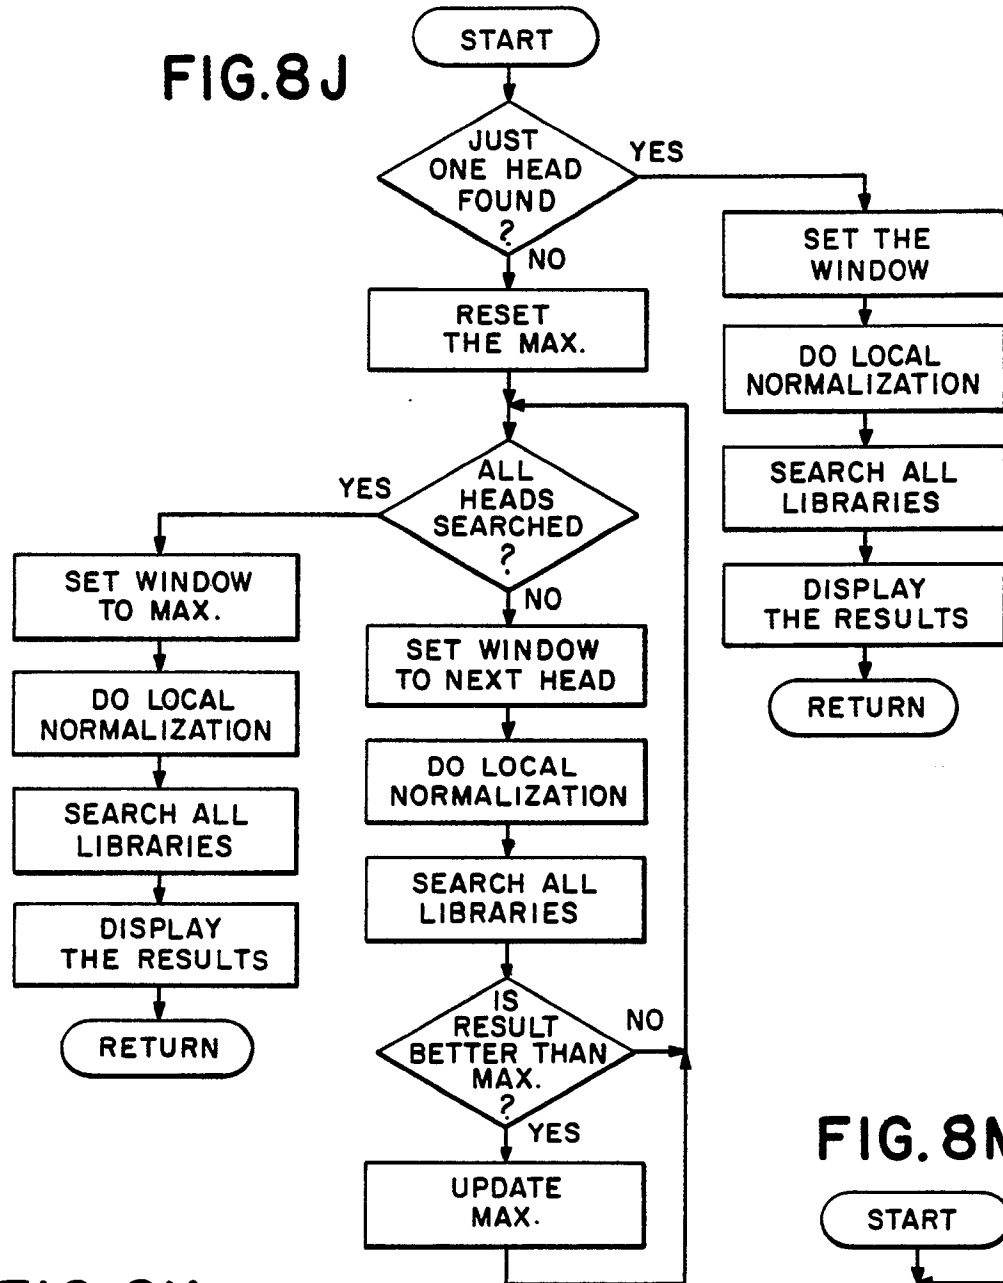 FIG.8J
START
JUST
ONE HEAD
FOUND
?
YES
NO
SET THE
WINDOW
DO LOCAL
NORMALIZATION
SEARCH ALL
LIBRARIES
DISPLAY
THE RESULTS
RETURN
RESET
THE MAX.
ALL
HEADS
SEARCHED
?
YES
NO
SET WINDOW
TO MAX.
DO LOCAL
NORMALIZATION
SEARCH ALL
LIBRARIES
DISPLAY
THE RESULTS
RETURN
SET WINDOW
TO NEXT HEAD
DO LOCAL
NORMALIZATION
SEARCH ALL
LIBRARIES
IS
RESULT
BETTER THAN
MAX.
?
NO
YES
UPDATE
MAX.
FIG. 8M
START